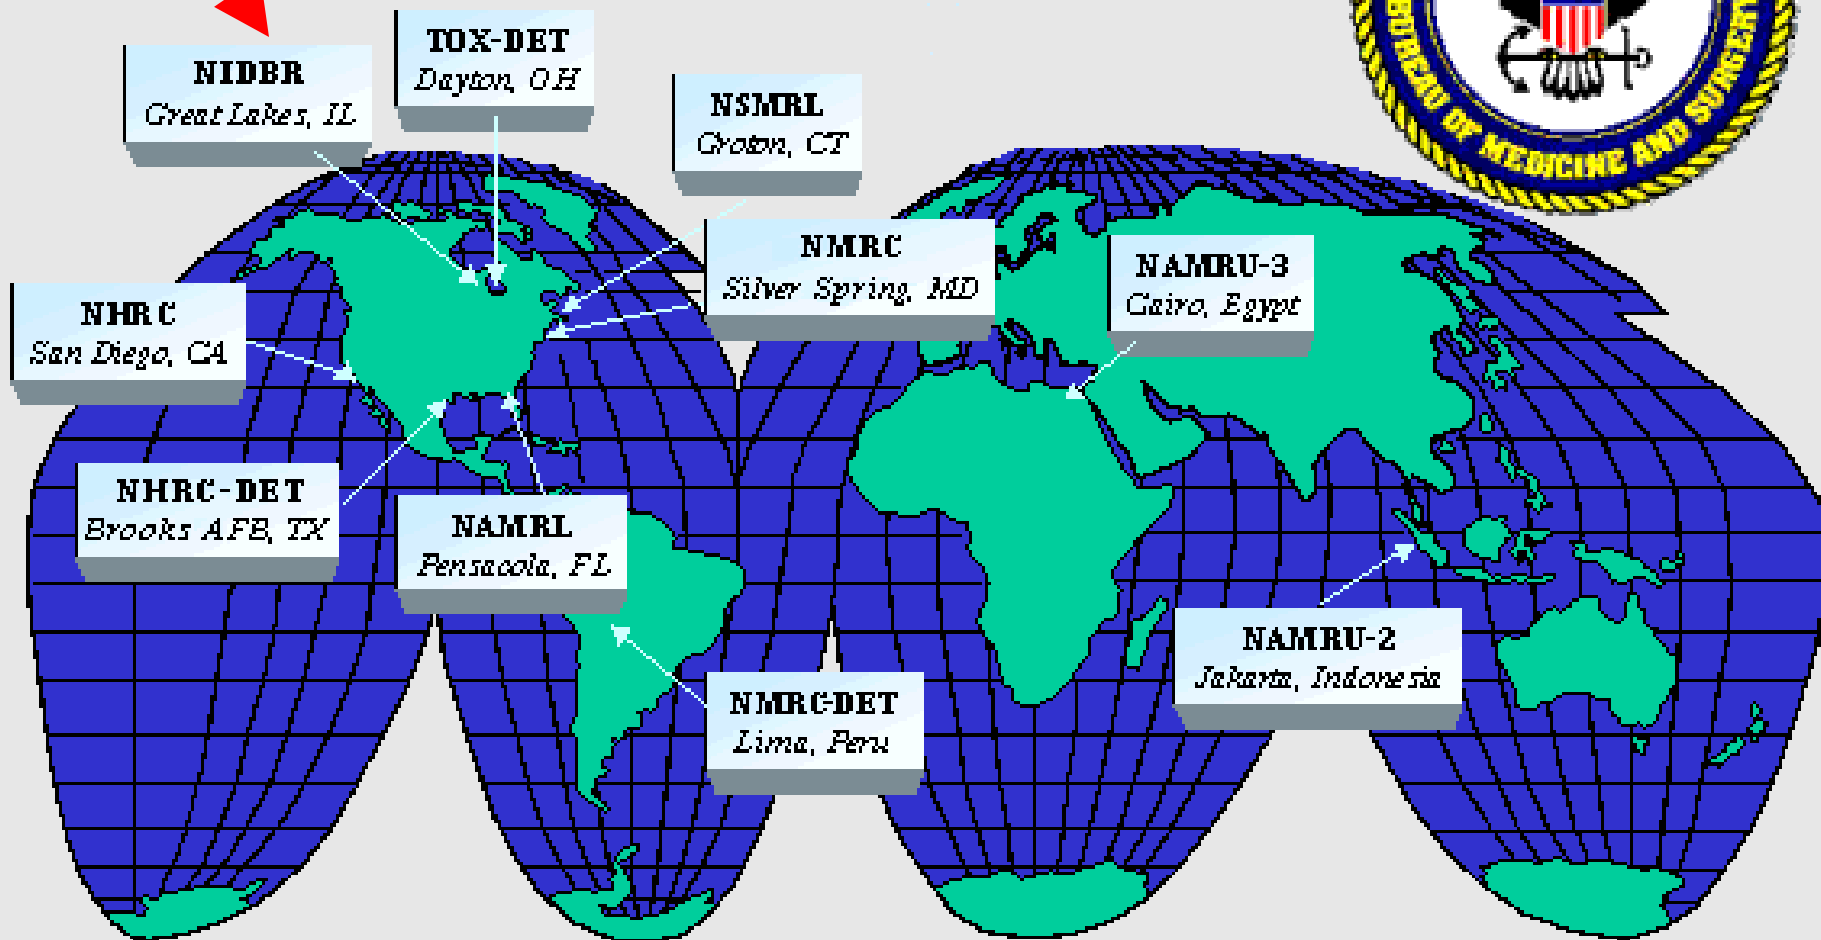 NIDBR
Great Lakes, IL
TOX-DET
Dayton, OH
NSMRL
Groton, CT
BUREAU OF MEDICINE AND SURGERY
NMRC
Silver Spring, MD
NAMRU-3
Cairo, Egypt
NHRC
San Diego, CA
NHRC-DET
Brooks AFB, TX
NAMRL
Pensacola, FL
NAMRU-2
Jakarta, Indonesia
NMRC-DET
Lima, Peru